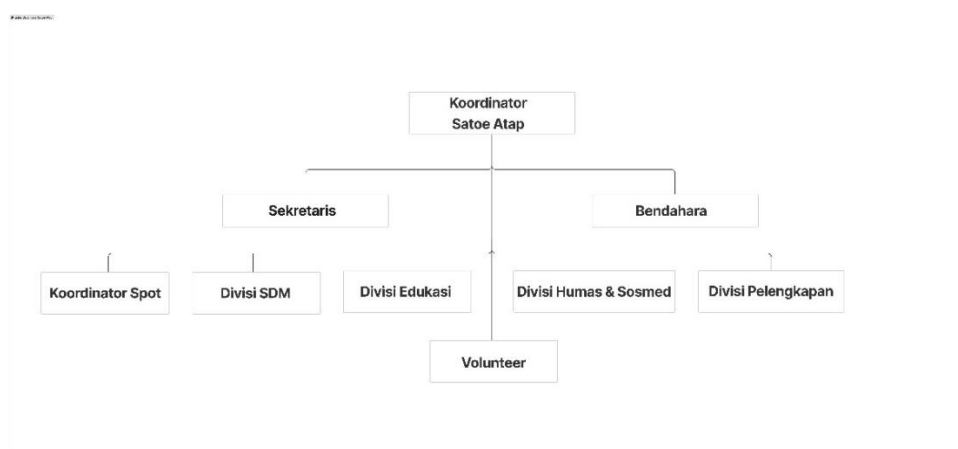 Koordinator
Satoe Atap
Sekretaris
Bendahara
Koordinator Spot
Divisi SDM
Divisi Edukasi
Divisi Humas & Sosmed
Divisi Pelengkapan
Volunteer